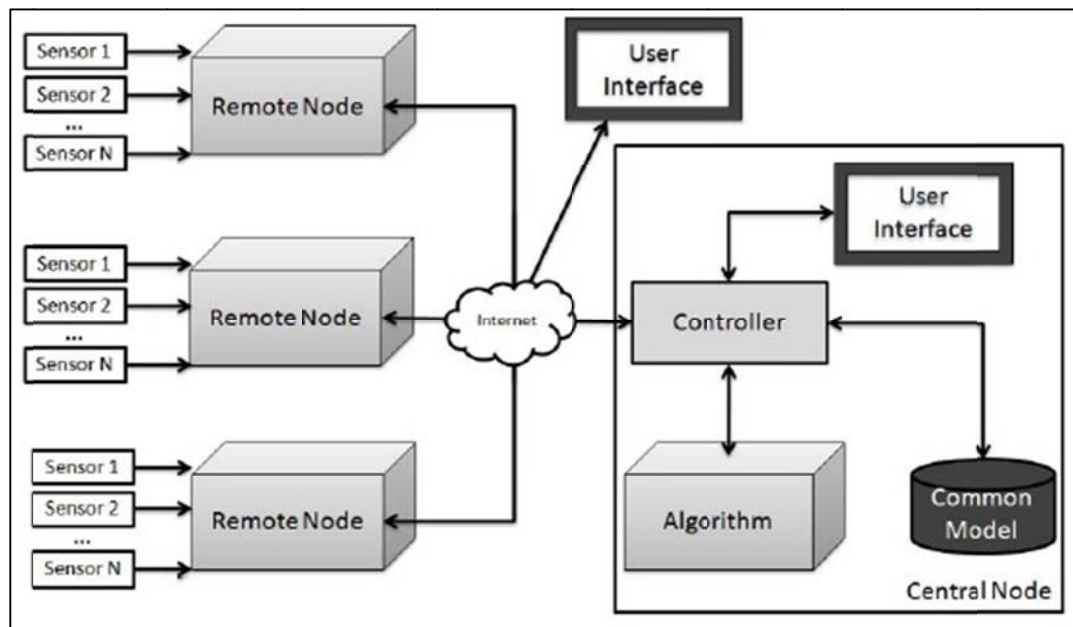 Sensor 1
Sensor 2
...
Sensor N
Remote Node
User
Interface
Sensor 1
Sensor 2
...
Sensor N
Remote Node
Internet
User
Interface
Controller
Sensor 1
Sensor 2
...
Sensor N
Remote Node
Algorithm
Common
Model
Central Node